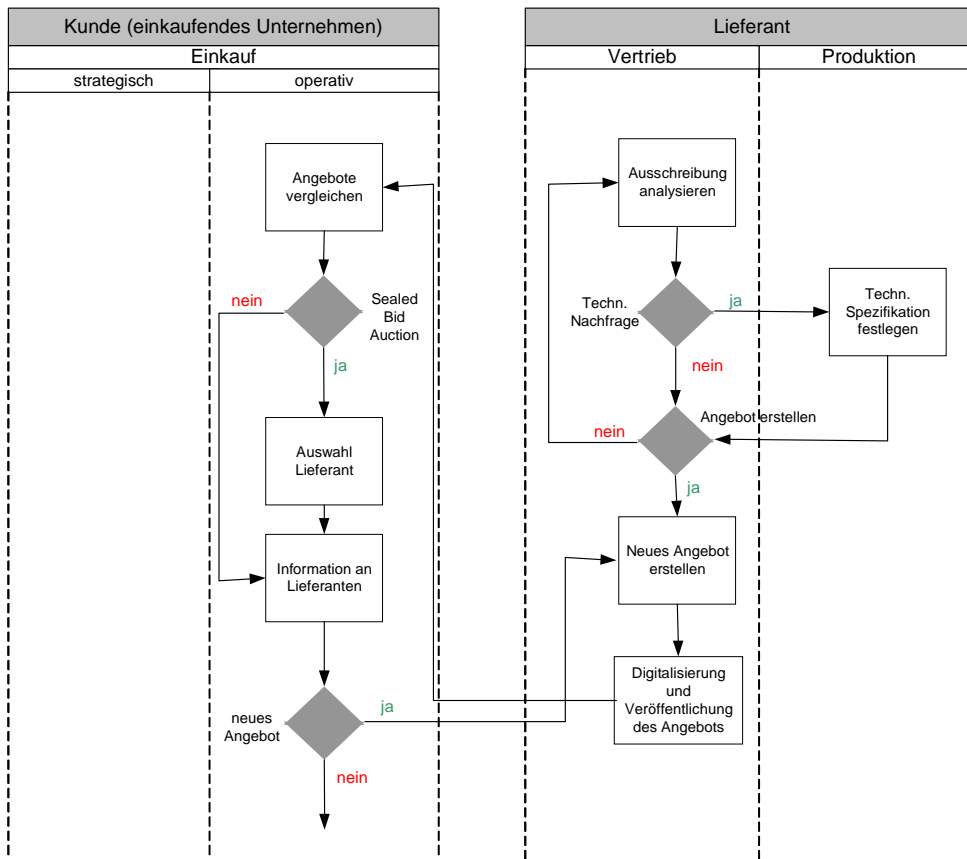 Kunde (einkaufendes Unternehmen)
Einkauf
strategisch
operativ
Angebote
vergleichen
nein
Sealed
Bid
Auction
ja
Auswahl
Lieferant
Information an
Lieferanten
neues
Angebot
ja
nein
Lieferant
Vertrieb
Produktion
Ausschreibung
analysieren
Techn.
Nachfrage
ja
Techn.
Spezifikation
festlegen
nein
Angebot erstellen
nein
ja
Neues Angebot
erstellen
Digitalisierung
und
Veröffentlichung
des Angebots